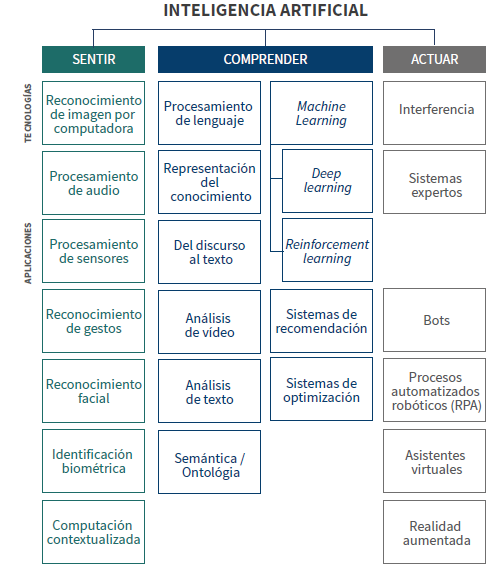 INTELIGENCIA ARTIFICIAL
SENTIR
COMPRENDER
ACTUAR
TECNOLOGÍAS
APLICACIONES
Reconocimiento
de imagen por
computadora
Procesamiento
de audio
Procesamiento
de sensores
Reconocimiento
de gestos
Reconocimiento
facial
Identificación
biométrica
Computación
contextualizada
Procesamiento
de lenguaje
Representación
del
conocimiento
Del discurso
al texto
Análisis
de vídeo
Análisis
de texto
Semántica /
Ontológia
Machine
Learning
Deep
learning
Reinforcement
learning
Sistemas de
recomendación
Sistemas de
optimización
Interferencia
Sistemas
expertos
Bots
Procesos
automatizados
robóticos (RPA)
Asistentes
virtuales
Realidad
aumentada